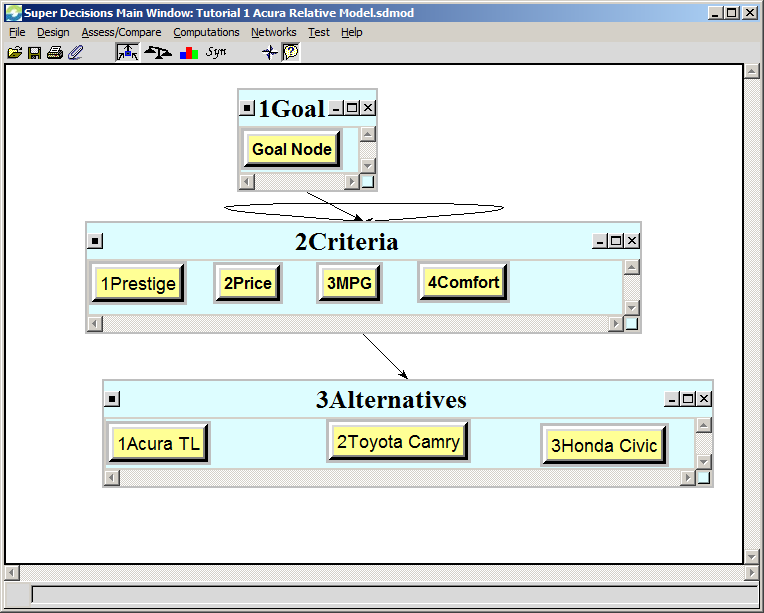 Super Decisions Main Window: Tutorial 1 Acura Relative Model.sdmod
File Design Assess/Compare Computations Networks Test Help
Syn
1Goal
Goal Node
2Criteria
1Prestige 2Price 3MPG 4Comfort
3Alternatives
1Acura TL 2Toyota Camry 3Honda Civic